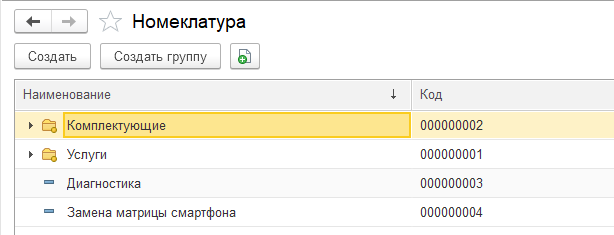 Номеклатура
Создать Создать группу
Наименование ↓ Код
Комплектующие 000000002
Услуги 000000001
Диагностика 000000003
Замена матрицы смартфона 000000004